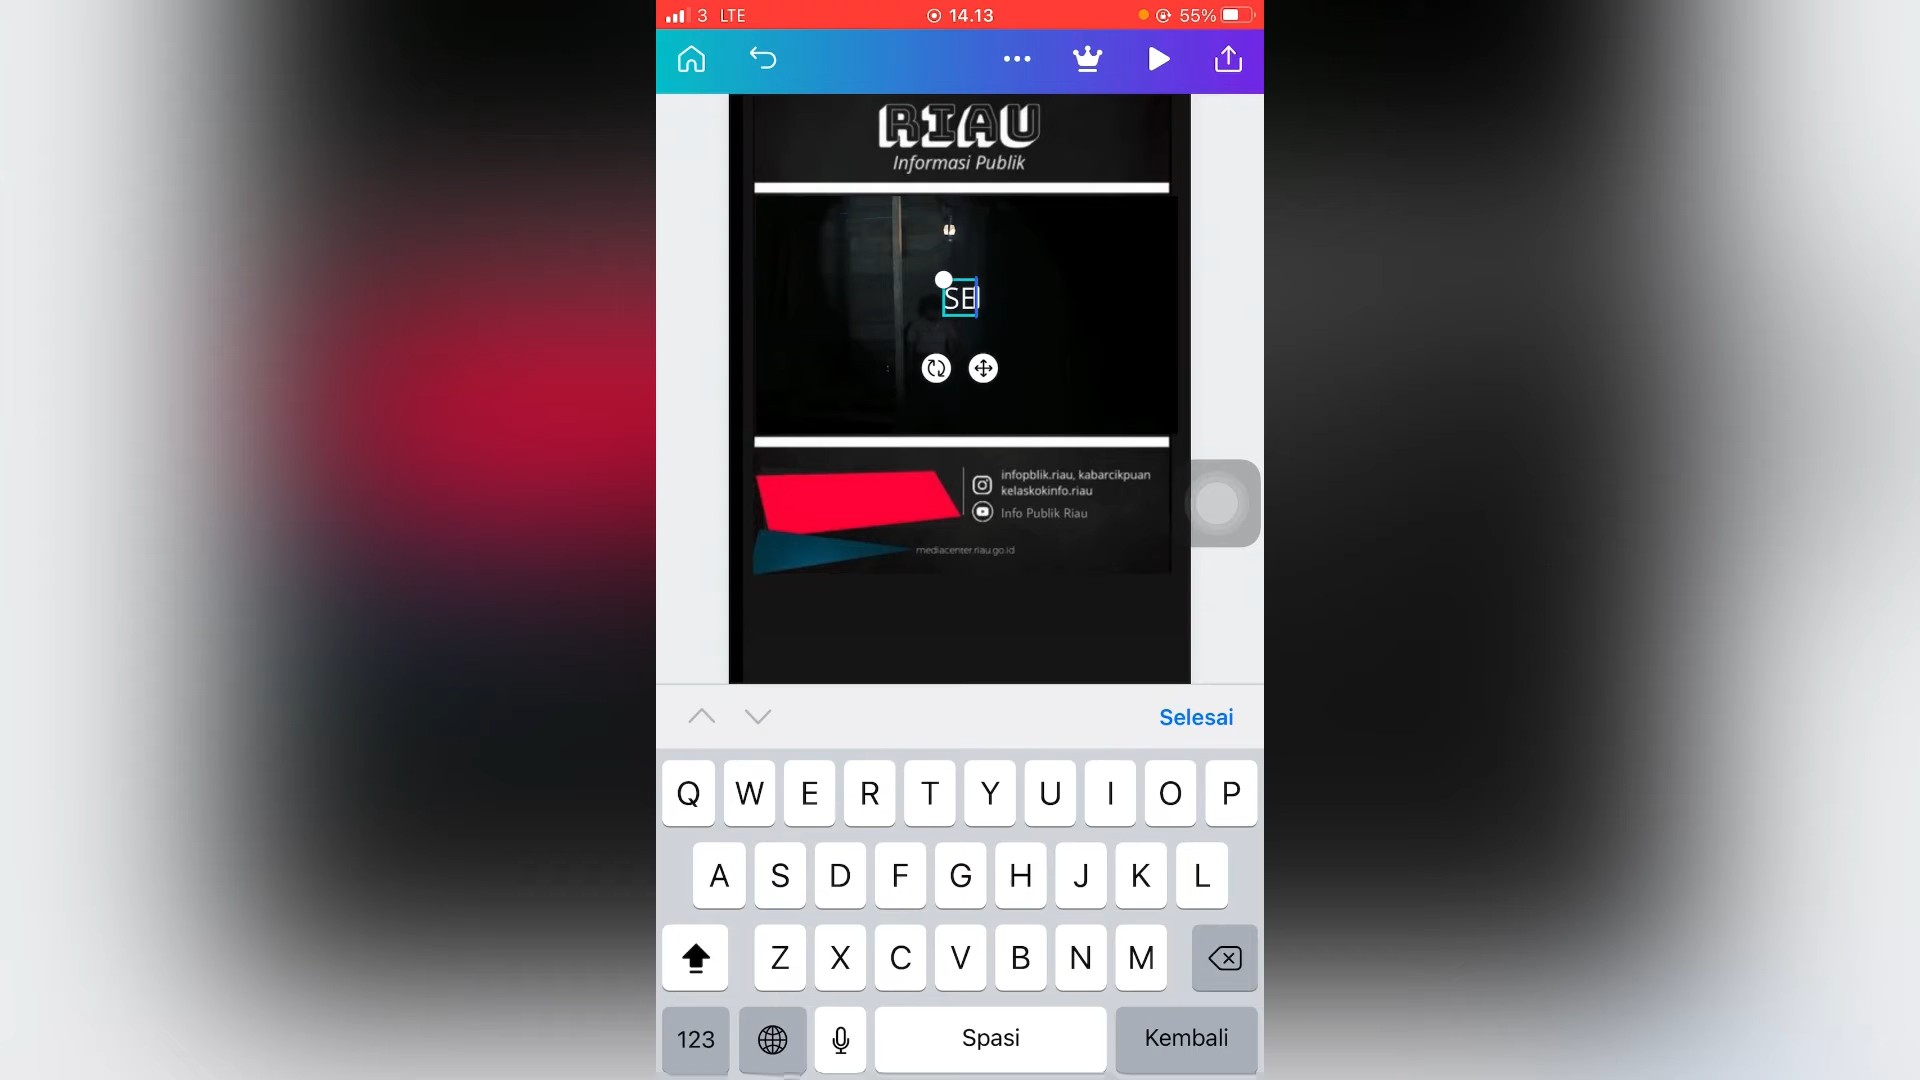 3 LTE 14.13 55%
RIAU
Informasi Publik
SE
infopblik.riau, kabarcikpuan
kelaskokinfo.riau
Info Publik Riau
mediacenter.riau.go.id
Selesai
Q W E R T Y U I O P
A S D F G H J K L
Z X C V B N M
123 Spasi Kembali